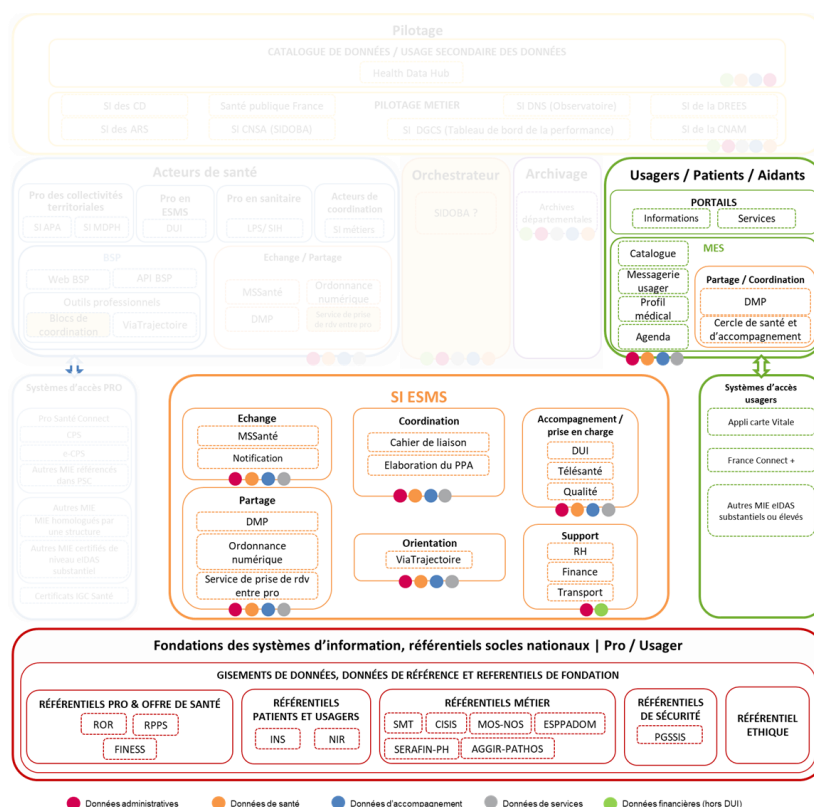 Pilotage
CATALOGUE DE DONNÉES / USAGE SECONDAIRE DES DONNÉES
Health Data Hub
SI des CD
Santé publique France
PILOTAGE METIER
SI DNS (Observatoire)
SI de la DREES
SI des ARS
SI CNSA (SIDOBA)
SI DGCS (Tableau de bord de la performance)
SI de la CNAM
Acteurs de santé
Pro des collectivités
territoriales
SI APA
SI MDPH
Pro en
ESMS
DUI
Pro en sanitaire
LPS/ SIH
Acteurs de
coordination
SI métiers
BSP
Web BSP
API BSP
Outils professionnels
Blocs de
coordination
ViaTrajectoire
Echange / Partage
MSSanté
Ordonnance
numérique
DMP
Service de prise
de rdv entre pro
Orchestrateur
SIDOBA ?
Archivage
Archives
départementales
Usagers / Patients / Aidants
PORTAILS
Informations
Services
MES
Catalogue
Messagerie
usager
Profil
médical
Agenda
Partage / Coordination
DMP
Cercle de santé et
d'accompagnement
Systèmes d'accès PRO
Pro Santé Connect
CPS
e-CPS
Autres MIE référencés
dans PSC
Autres MIE
MIE homologués par
une structure
Autres MIE certifiés de
niveau eIDAS
substantiel
Certificats IGC Santé
SI ESMS
Echange
MSSanté
Notification
Partage
DMP
Ordonnance
numérique
Service de prise de rdv
entre pro
Coordination
Cahier de liaison
Elaboration du PPA
Orientation
ViaTrajectoire
Accompagnement /
prise en charge
DUI
Télésanté
Qualité
Support
RH
Finance
Transport
Systèmes d'accès
usagers
Appli carte Vitale
France Connect +
Autres MIE eIDAS
substantiels ou élevés
Fondations des systèmes d'information, référentiels socles nationaux | Pro / Usager
GISEMENTS DE DONNÉES, DONNÉES DE RÉFÉRENCE ET REFERENTIELS DE FONDATION
RÉFÉRENTIELS PRO & OFFRE DE SANTÉ
ROR
RPPS
FINESS
RÉFÉRENTIELS
PATIENTS ET USAGERS
INS
NIR
RÉFÉRENTIELS MÉTIER
SMT
CISIS
MOS-NOS
ESPPADOM
SERAFIN-PH
AGGIR-PATHOS
RÉFÉRENTIELS
DE SÉCURITÉ
PGSSIS
RÉFÉRENTIEL
ETHIQUE
Données administratives
Données de santé
Données d'accompagnement
Données de services
Données financières (hors DUI)